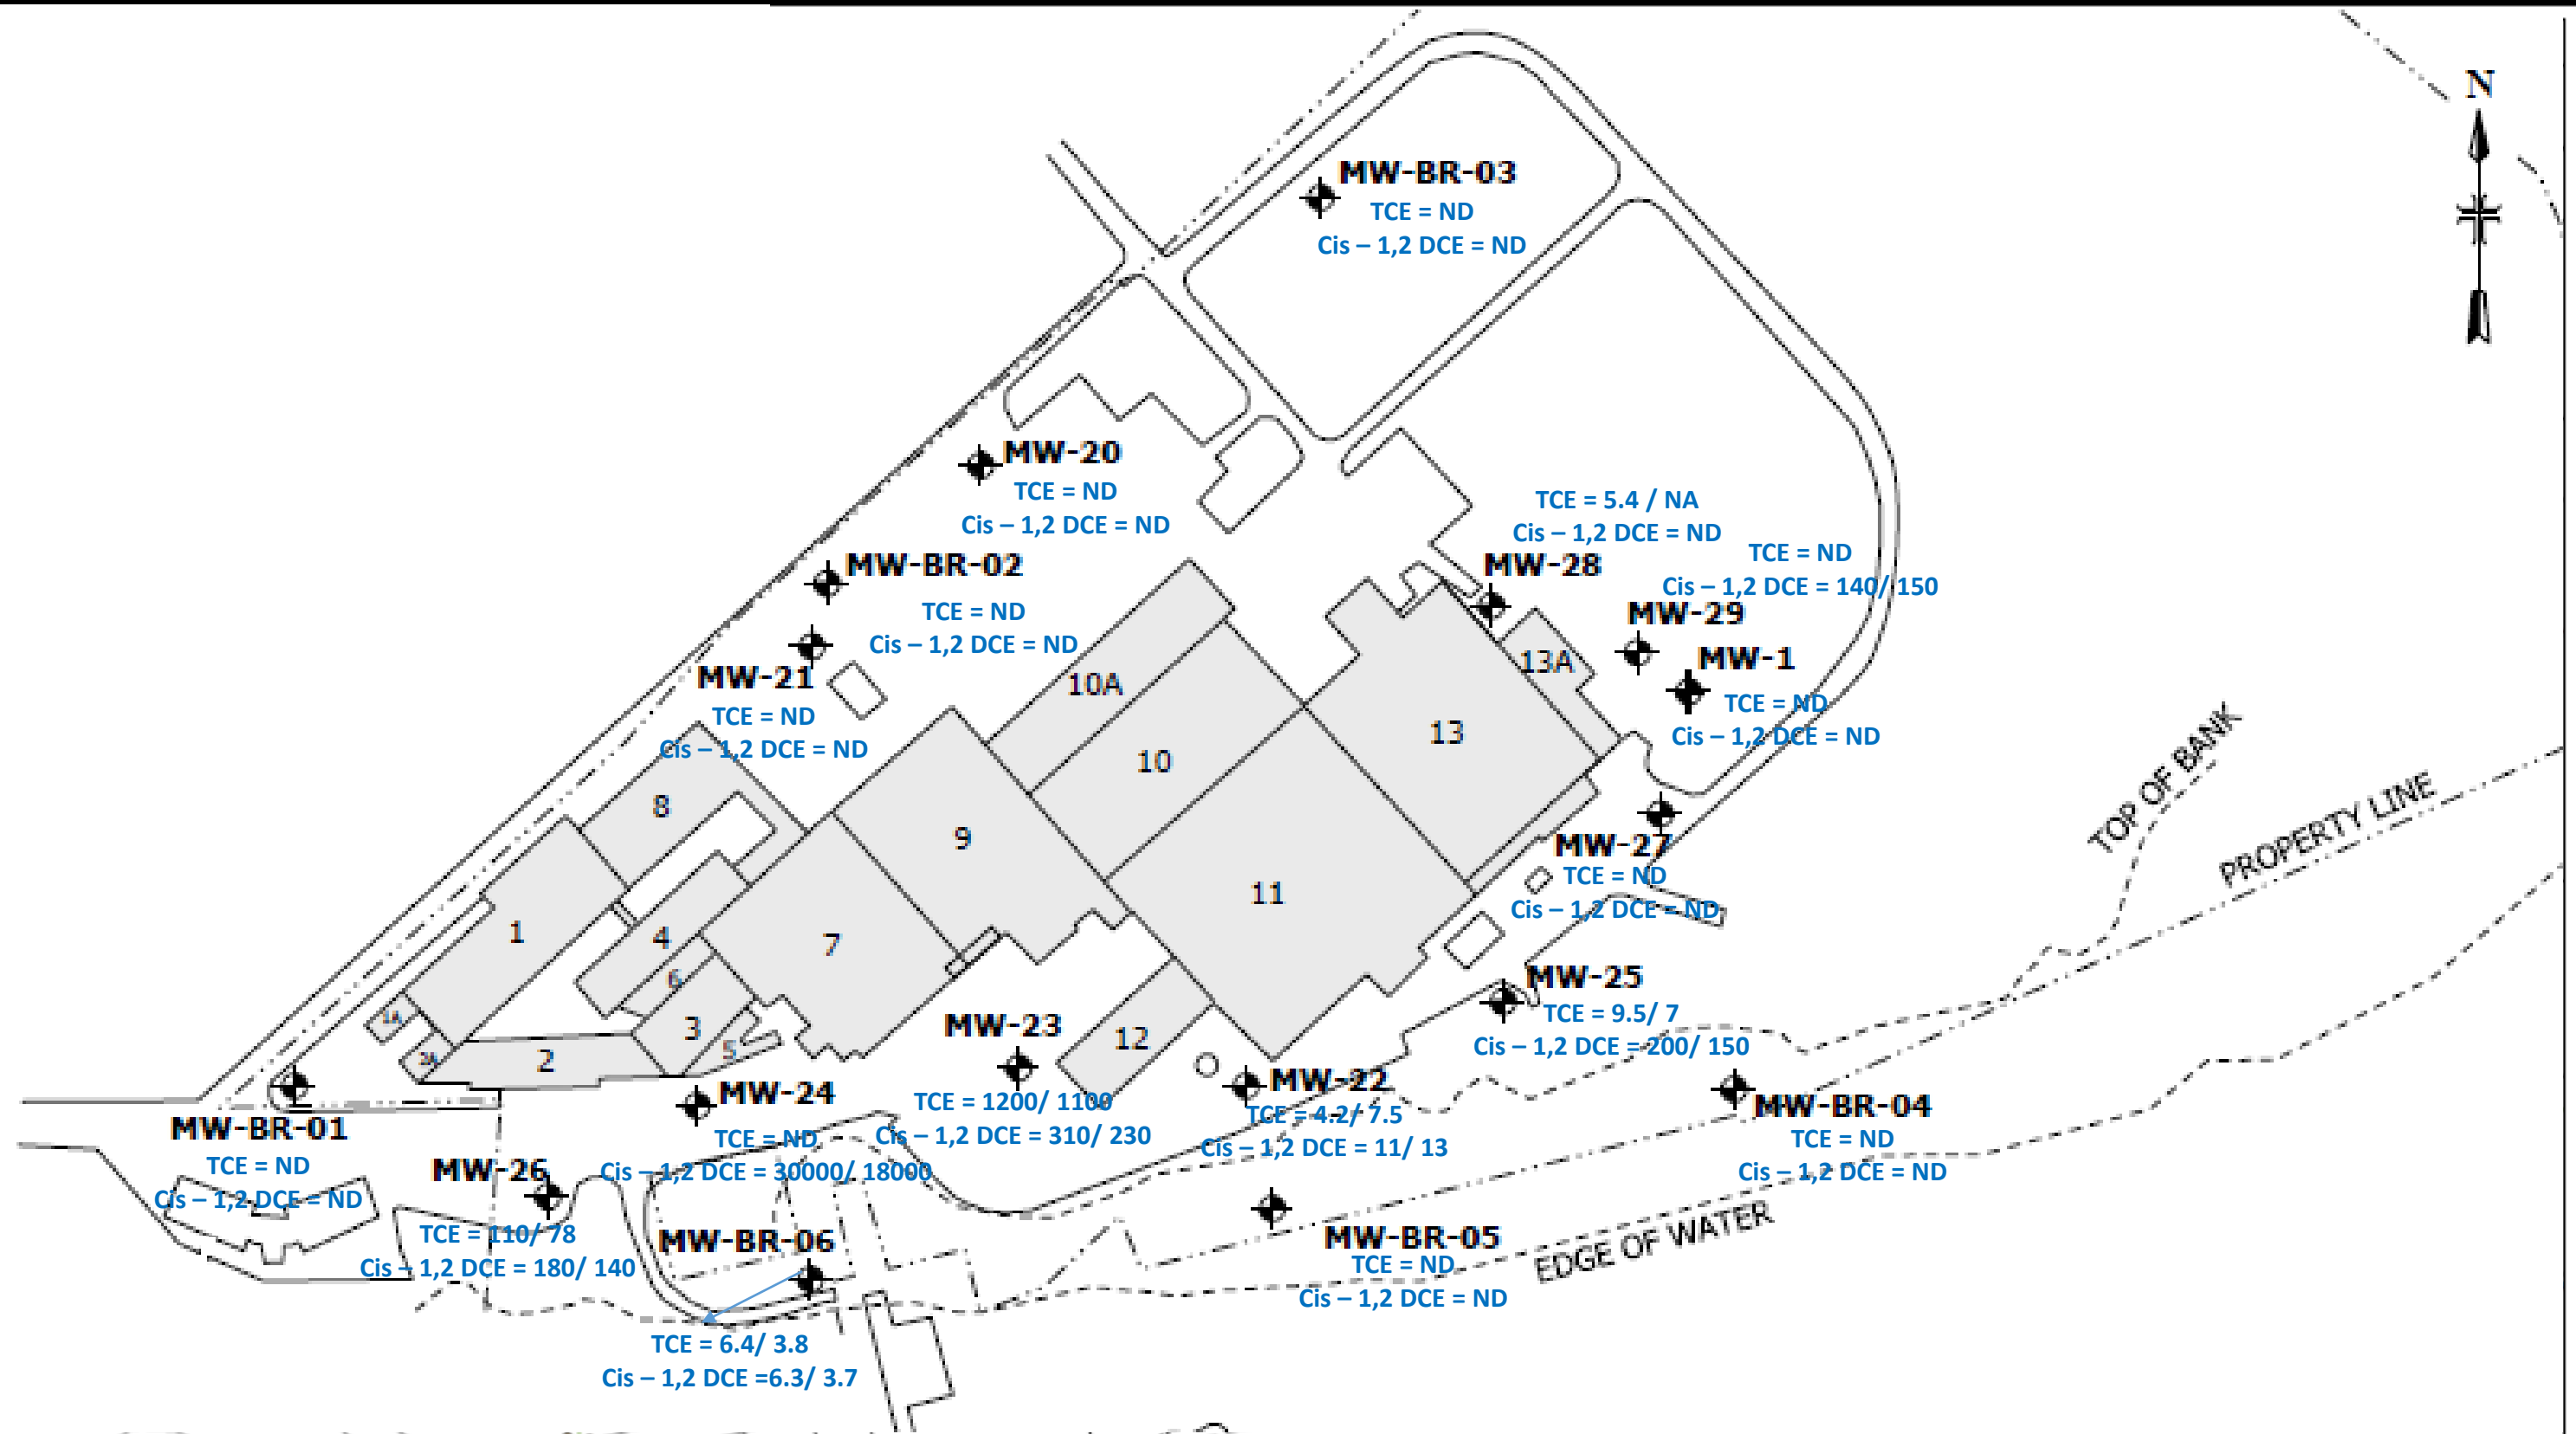 N
MW-BR-03
TCE = ND
Cis – 1,2 DCE = ND
MW-20
TCE = ND
Cis – 1,2 DCE = ND
TCE = 5.4 / NA
Cis – 1,2 DCE = ND
MW-28
TCE = ND
Cis – 1,2 DCE = 140/ 150
MW-29
MW-BR-02
TCE = ND
Cis – 1,2 DCE = ND
MW-21
TCE = ND
Cis – 1,2 DCE = ND
MW-1
TCE = ND
Cis – 1,2 DCE = ND
13A
10A
13
10
8
9
11
1
4
7
6
3
5
2
1A
2A
12
MW-27
TCE = ND
Cis – 1,2 DCE = ND
TOP OF BANK
PROPERTY LINE
MW-25
TCE = 9.5/ 7
Cis – 1,2 DCE = 200/ 150
MW-23
TCE = 1200/ 1100
Cis – 1,2 DCE = 310/ 230
MW-22
TCE = 4.2/ 7.5
Cis – 1,2 DCE = 11/ 13
MW-24
TCE = ND
Cis – 1,2 DCE = 30000/ 18000
MW-BR-04
TCE = ND
Cis – 1,2 DCE = ND
MW-BR-01
TCE = ND
Cis – 1,2 DCE = ND
MW-26
TCE = 110/ 78
Cis – 1,2 DCE = 180/ 140
MW-BR-06
TCE = 6.4/ 3.8
Cis – 1,2 DCE =6.3/ 3.7
MW-BR-05
TCE = ND
Cis – 1,2 DCE = ND
EDGE OF WATER